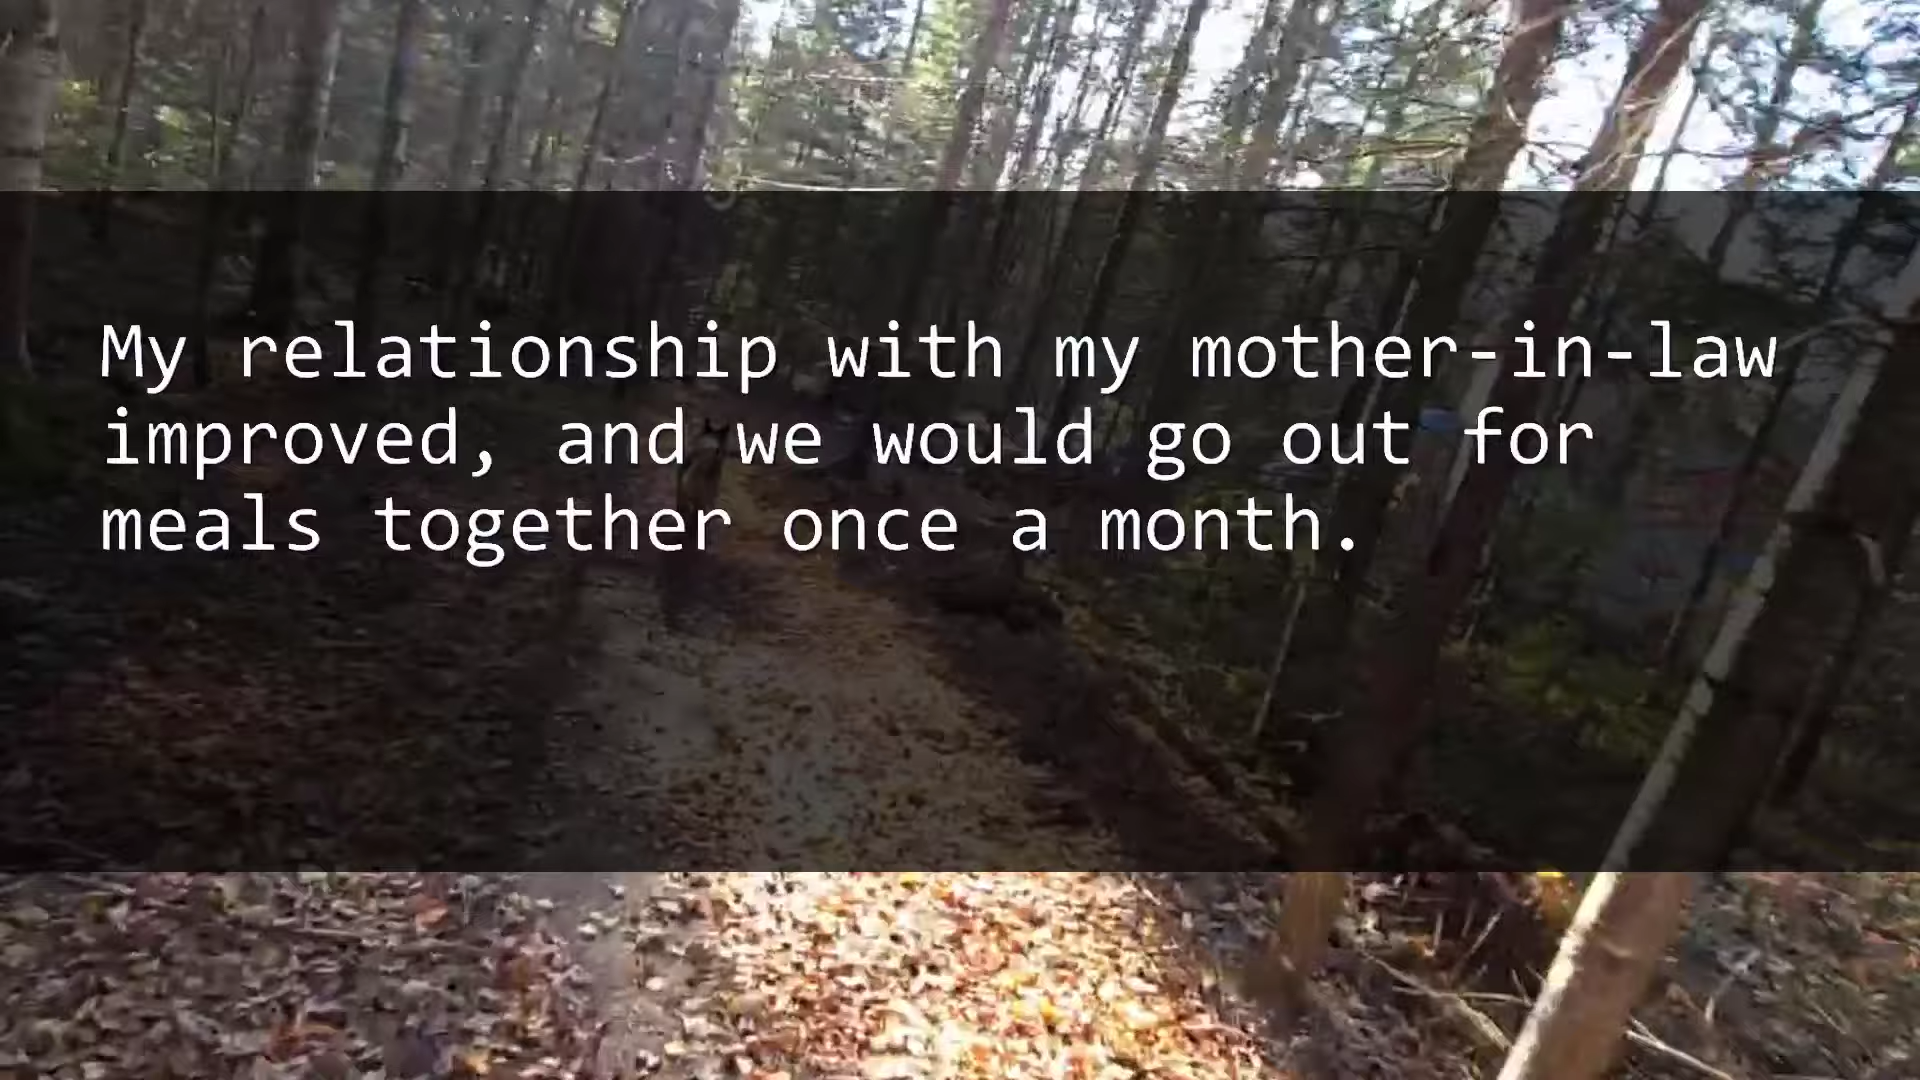 My relationship with my mother-in-law
improved, and we would go out for
meals together once a month.